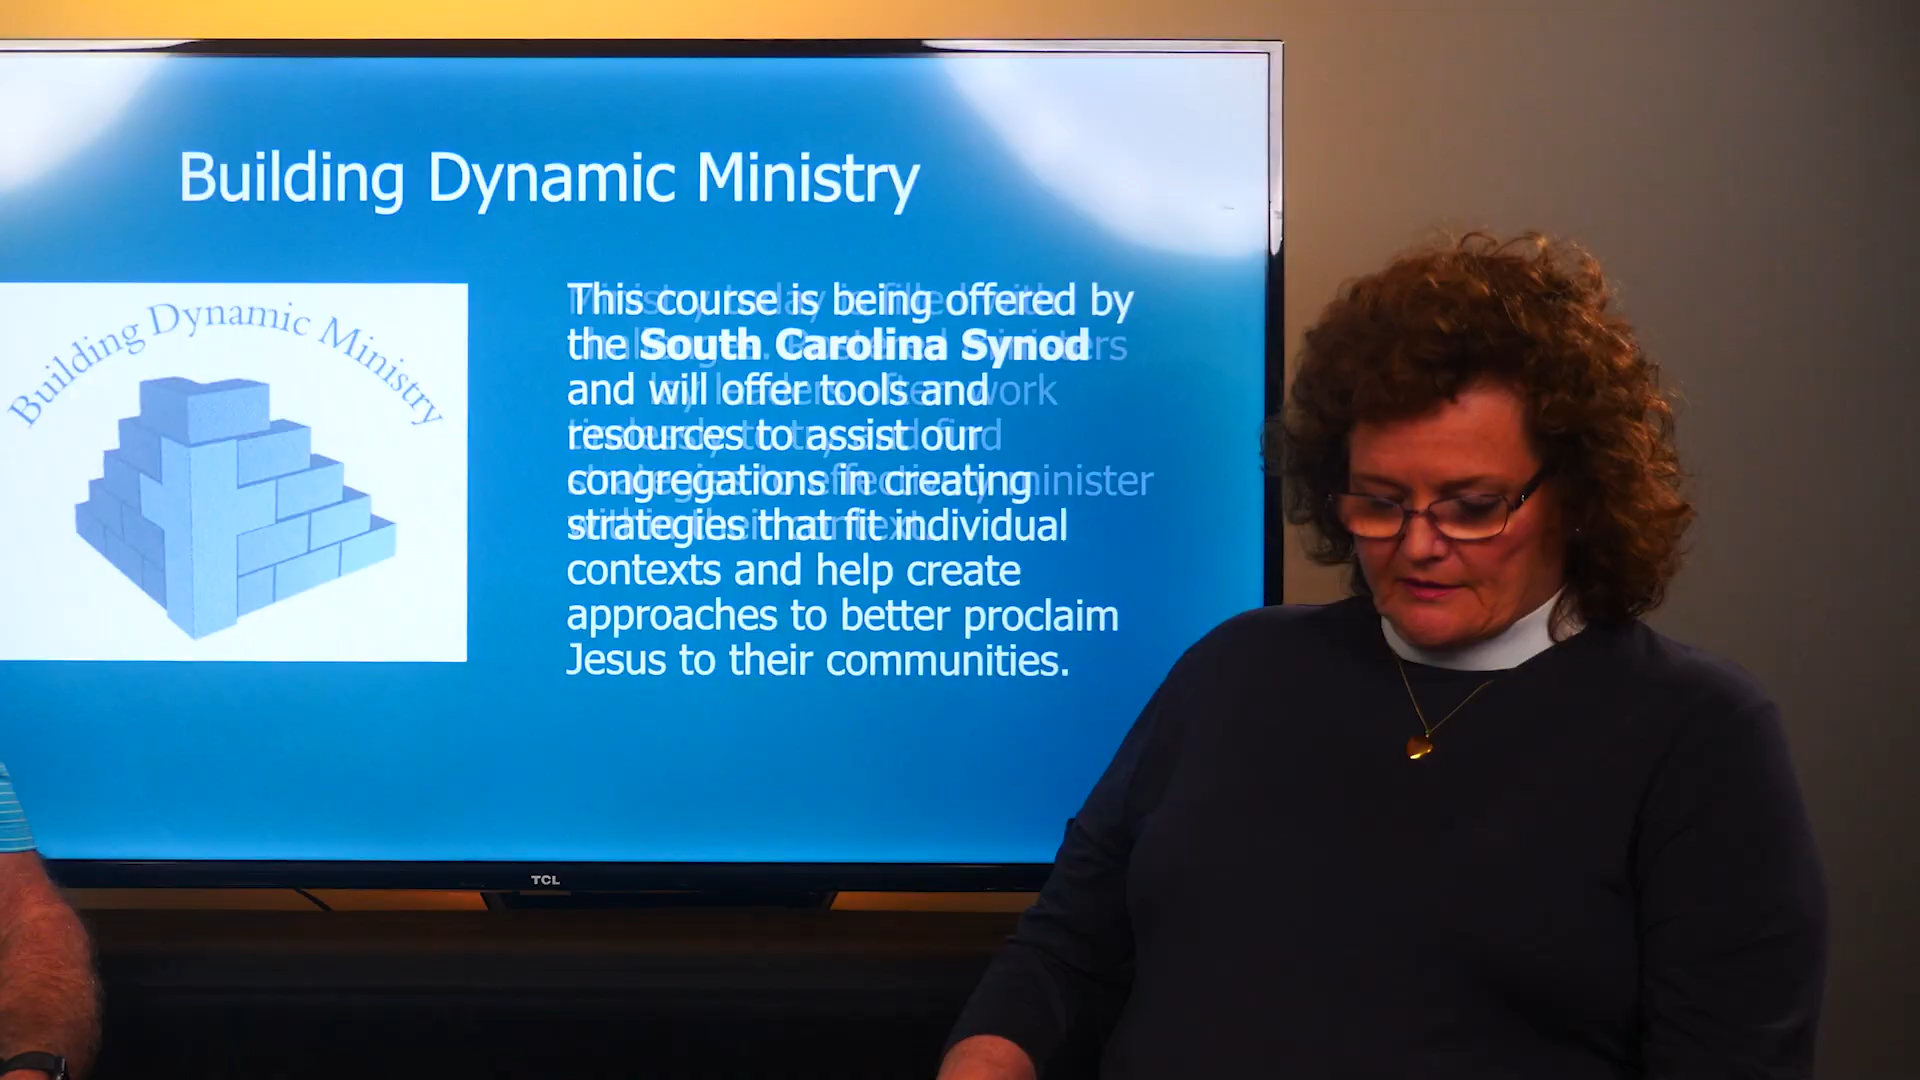 Building Dynamic Ministry
Building Dynamic Ministry
This course is being offered by
the South Carolina Synod
and will offer tools and
resources to assist our
congregations in creating
strategies that fit individual
contexts and help create
approaches to better proclaim
Jesus to their communities.
TCL